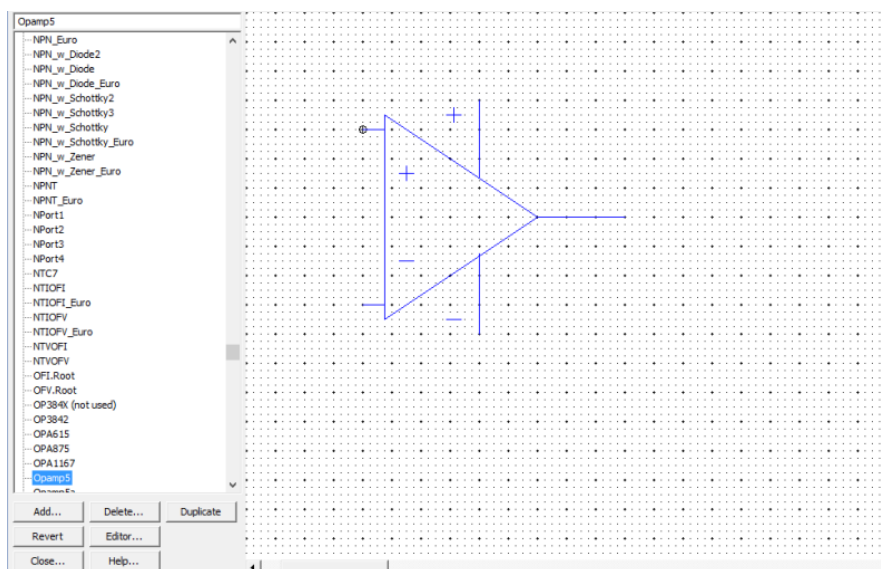 Opamp5
NPN_Euro
NPN_w_Diode2
NPN_w_Diode
NPN_w_Diode_Euro
NPN_w_Schottky2
NPN_w_Schottky3
NPN_w_Schottky
NPN_w_Schottky_Euro
NPN_w_Zener
NPN_w_Zener_Euro
NPNT
NPNT_Euro
NPort1
NPort2
NPort3
NPort4
NTC7
NTIOFI
NTIOFI_Euro
NTIOFV
NTIOFV_Euro
NTVOFI
NTVOFV
OFI.Root
OFV.Root
OP384X (not used)
OP3842
OPA615
OPA875
OPA1167
Opamp5
Opamp5a
Add... Delete... Duplicate
Revert Editor...
Close... Help...
+
+
−
−